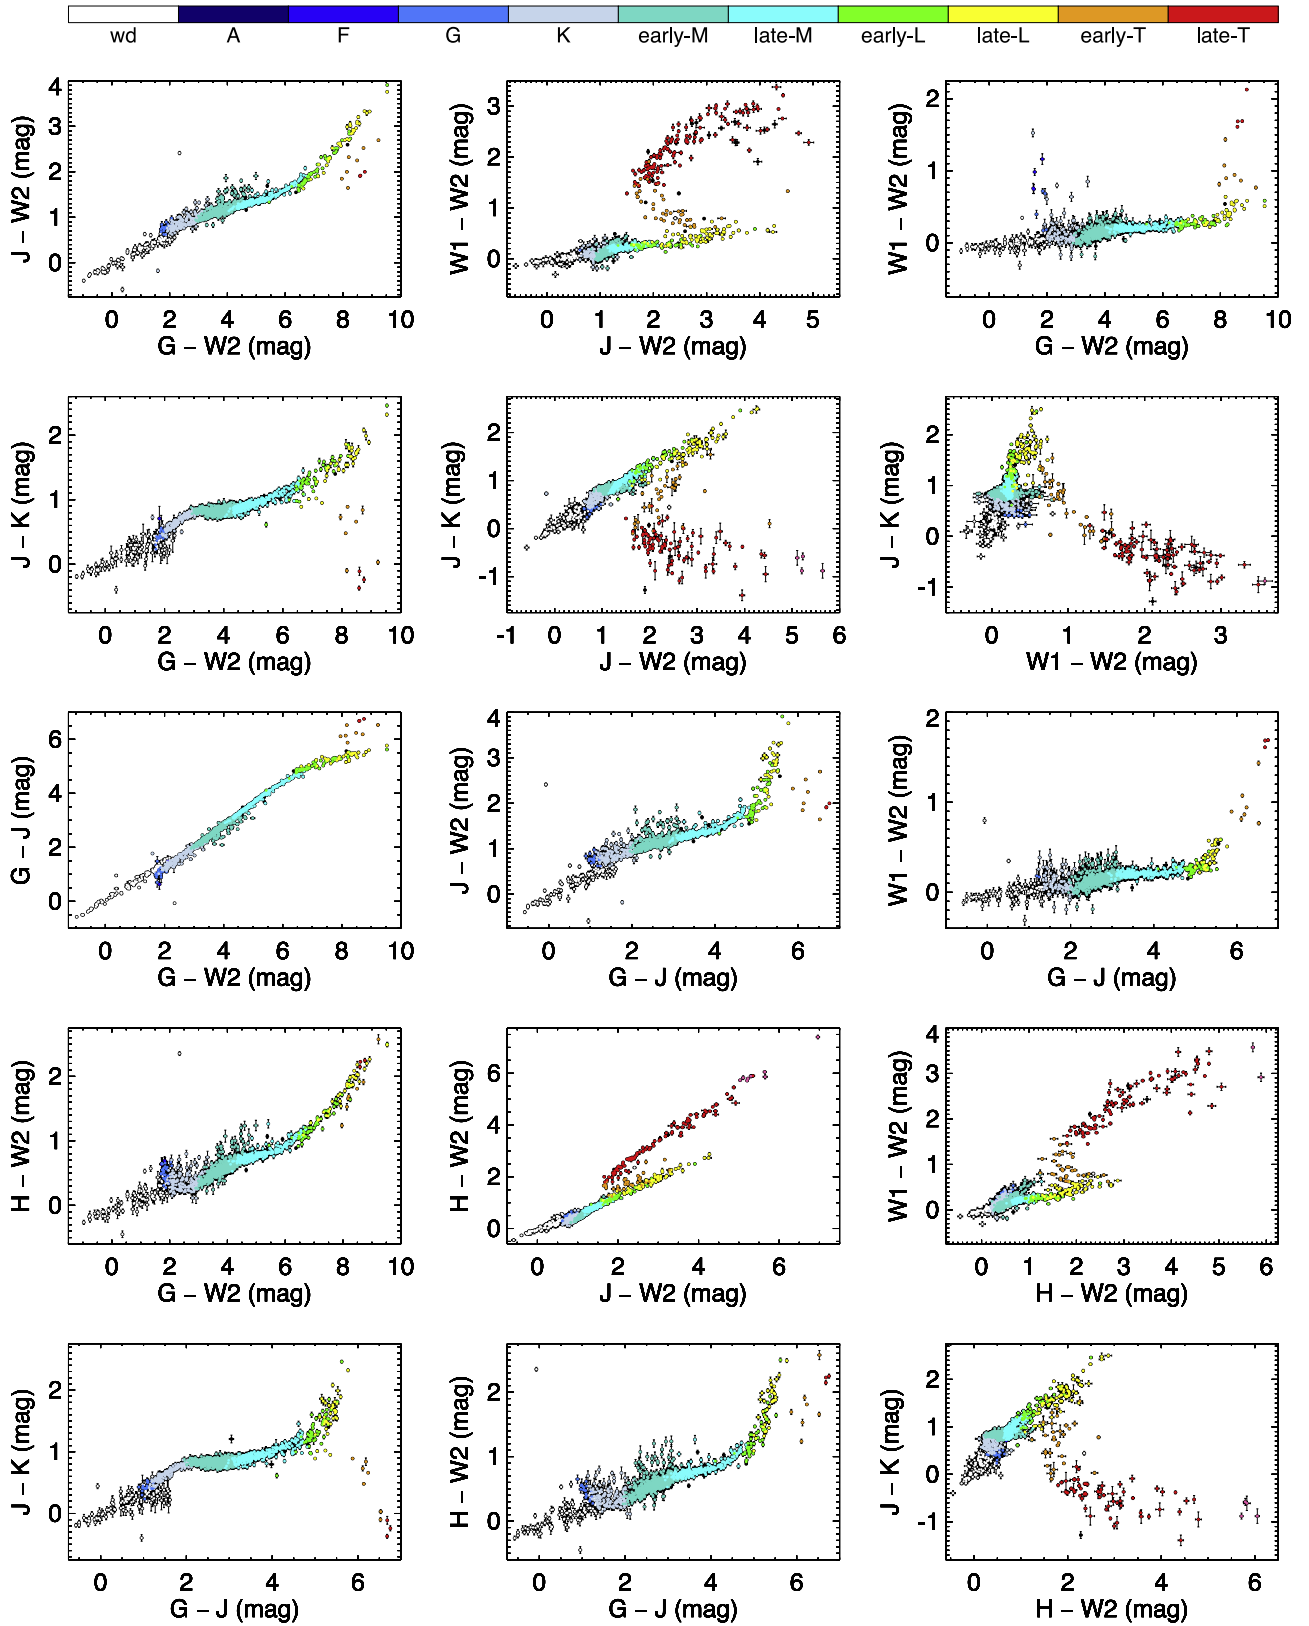 wd A F G K early-M late-M early-L late-L early-T late-T
4
3
2
1
0
J – W2 (mag)
0 2 4 6 8 10
G – W2 (mag)
3
2
1
0
W1 – W2 (mag)
0 1 2 3 4 5
J – W2 (mag)
2
1
0
W1 – W2 (mag)
0 2 4 6 8 10
G – W2 (mag)
2
1
0
J – K (mag)
0 2 4 6 8 10
G – W2 (mag)
2
1
0
-1
J – K (mag)
-1 0 1 2 3 4 5 6
J – W2 (mag)
2
1
0
-1
J – K (mag)
0 1 2 3
W1 – W2 (mag)
6
4
2
0
G – J (mag)
0 2 4 6 8 10
G – W2 (mag)
4
3
2
1
0
J – W2 (mag)
0 2 4 6
G – J (mag)
2
1
0
W1 – W2 (mag)
0 2 4 6
G – J (mag)
2
1
0
H – W2 (mag)
0 2 4 6 8 10
G – W2 (mag)
6
4
2
0
H – W2 (mag)
0 2 4 6
J – W2 (mag)
4
3
2
1
0
W1 – W2 (mag)
0 1 2 3 4 5 6
H – W2 (mag)
2
1
0
J – K (mag)
0 2 4 6
G – J (mag)
2
1
0
H – W2 (mag)
0 2 4 6
G – J (mag)
2
1
0
-1
J – K (mag)
0 2 4 6
H – W2 (mag)